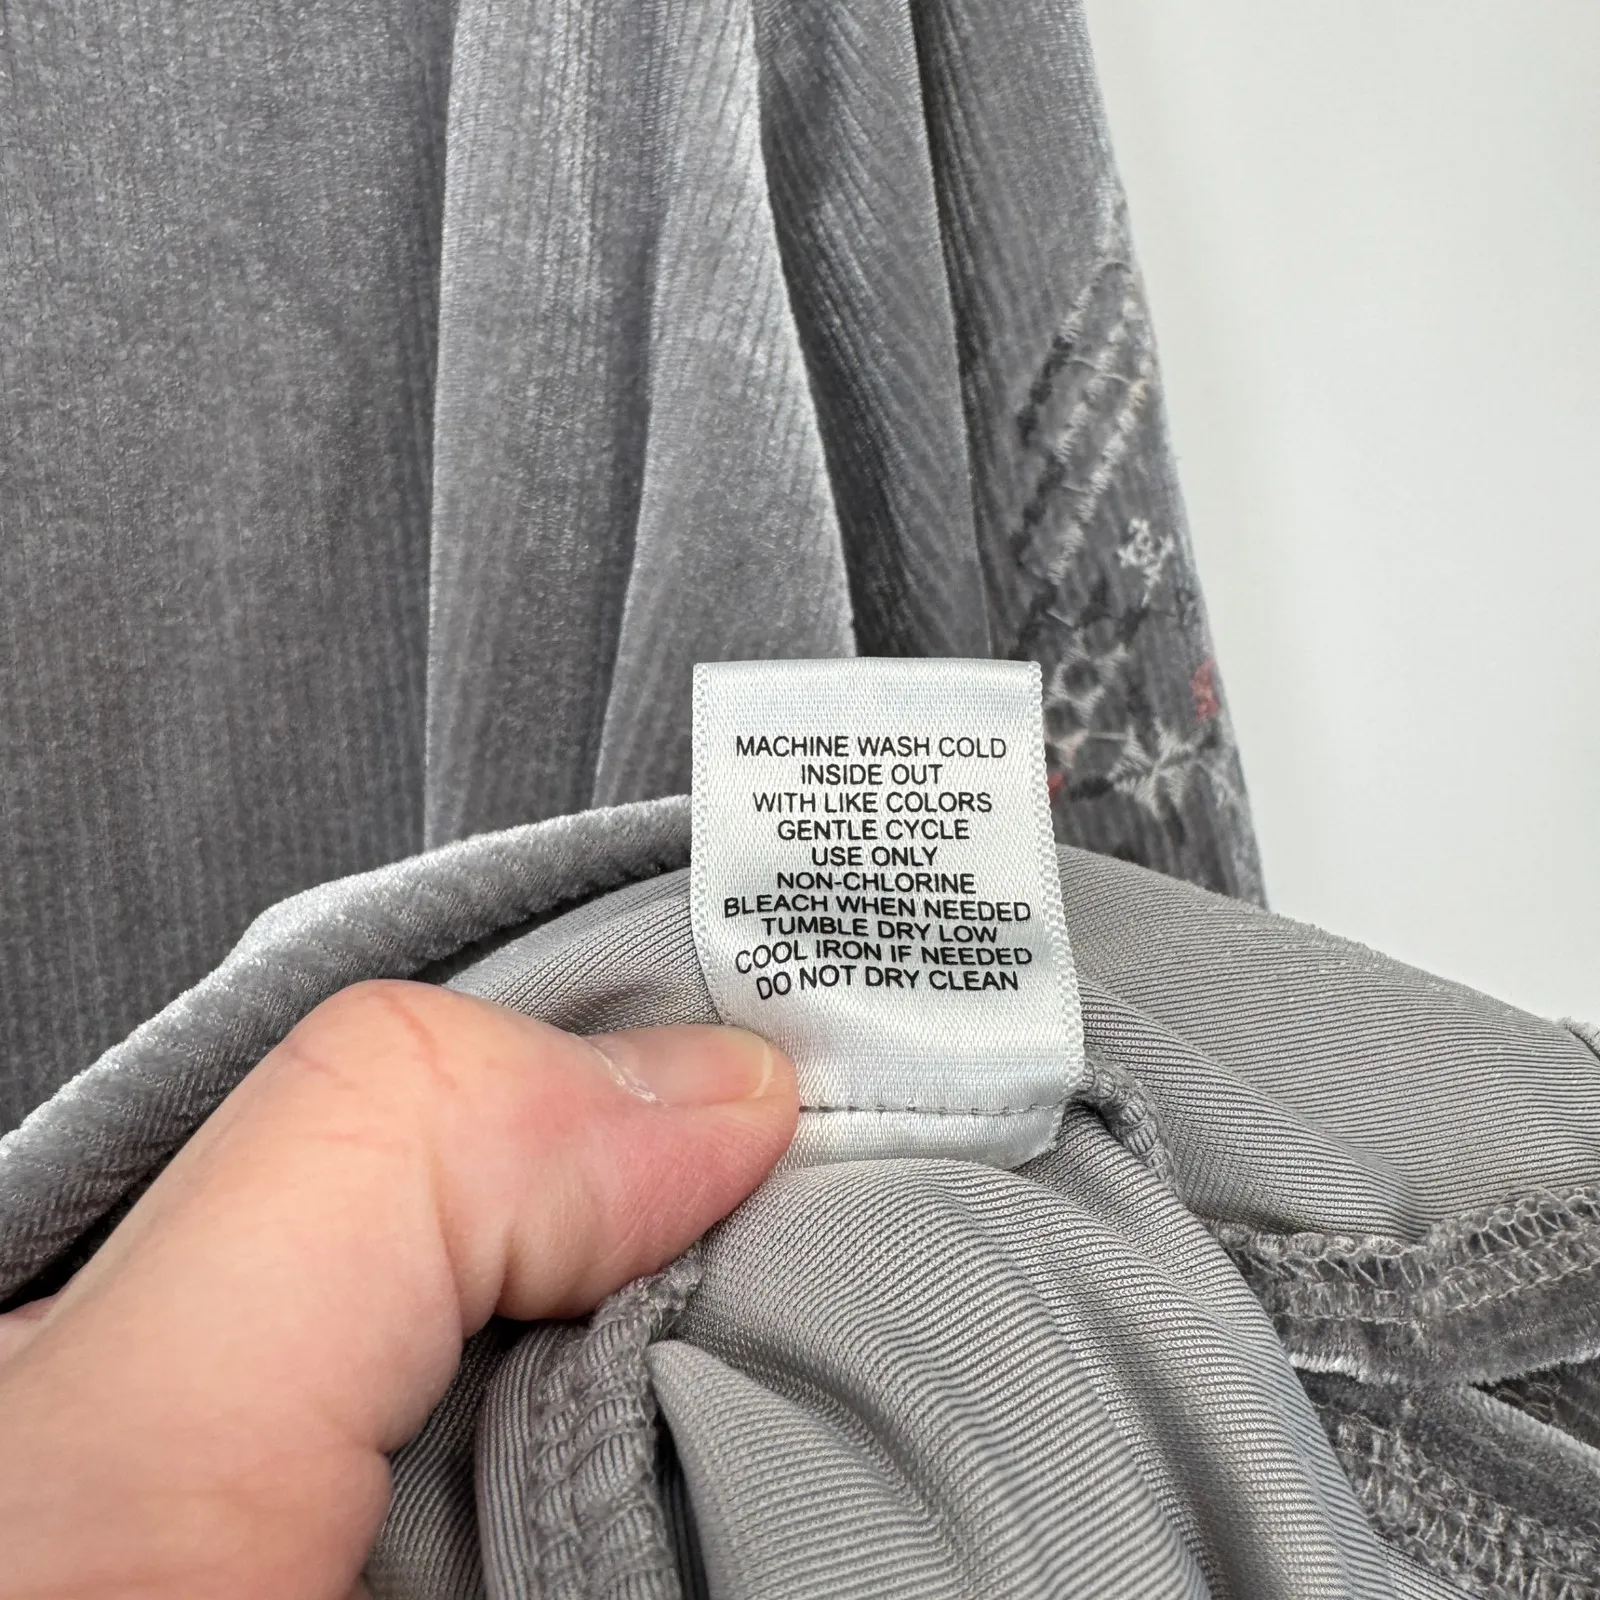 MACHINE WASH COLD
INSIDE OUT
WITH LIKE COLORS
GENTLE CYCLE
USE ONLY
NON-CHLORINE
BLEACH WHEN NEEDED
TUMBLE DRY LOW
COOL IRON IF NEEDED
DO NOT DRY CLEAN